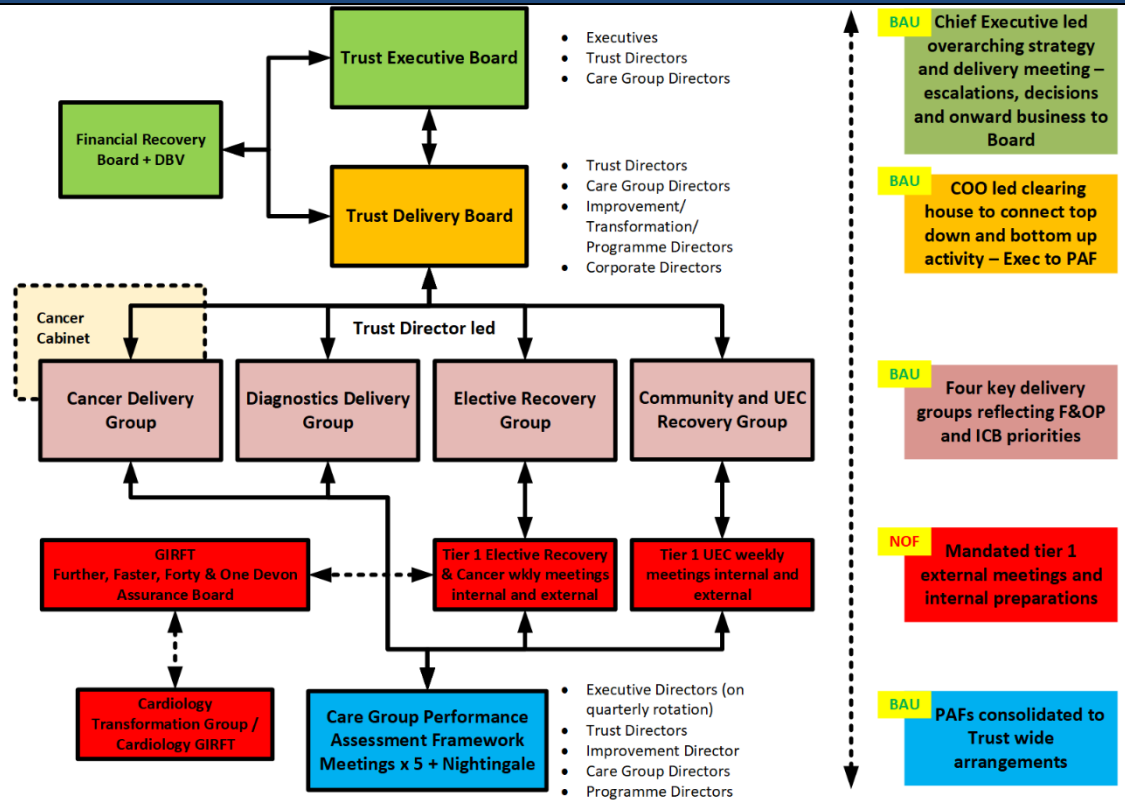 Trust Executive Board
• Executives
• Trust Directors
• Care Group Directors
Financial Recovery
Board + DBV
Trust Delivery Board
• Trust Directors
• Care Group Directors
• Improvement/
Transformation/
Programme Directors
• Corporate Directors
Cancer
Cabinet
Trust Director led
Cancer Delivery
Group
Diagnostics Delivery
Group
Elective Recovery
Group
Community and UEC
Recovery Group
GIRFT
Further, Faster, Forty & One Devon
Assurance Board
Tier 1 Elective Recovery
& Cancer wkly meetings
internal and external
Tier 1 UEC weekly
meetings internal and
external
Cardiology
Transformation Group /
Cardiology GIRFT
Care Group Performance
Assessment Framework
Meetings x 5 + Nightingale
• Executive Directors (on
quarterly rotation)
• Trust Directors
• Improvement Director
• Care Group Directors
• Programme Directors
BAU
Chief Executive led
overarching strategy
and delivery meeting –
escalations, decisions
and onward business to
Board
BAU
COO led clearing
house to connect top
down and bottom up
activity – Exec to PAF
BAU
Four key delivery
groups reflecting F&OP
and ICB priorities
NOF
Mandated tier 1
external meetings and
internal preparations
BAU
PAFs consolidated to
Trust wide
arrangements